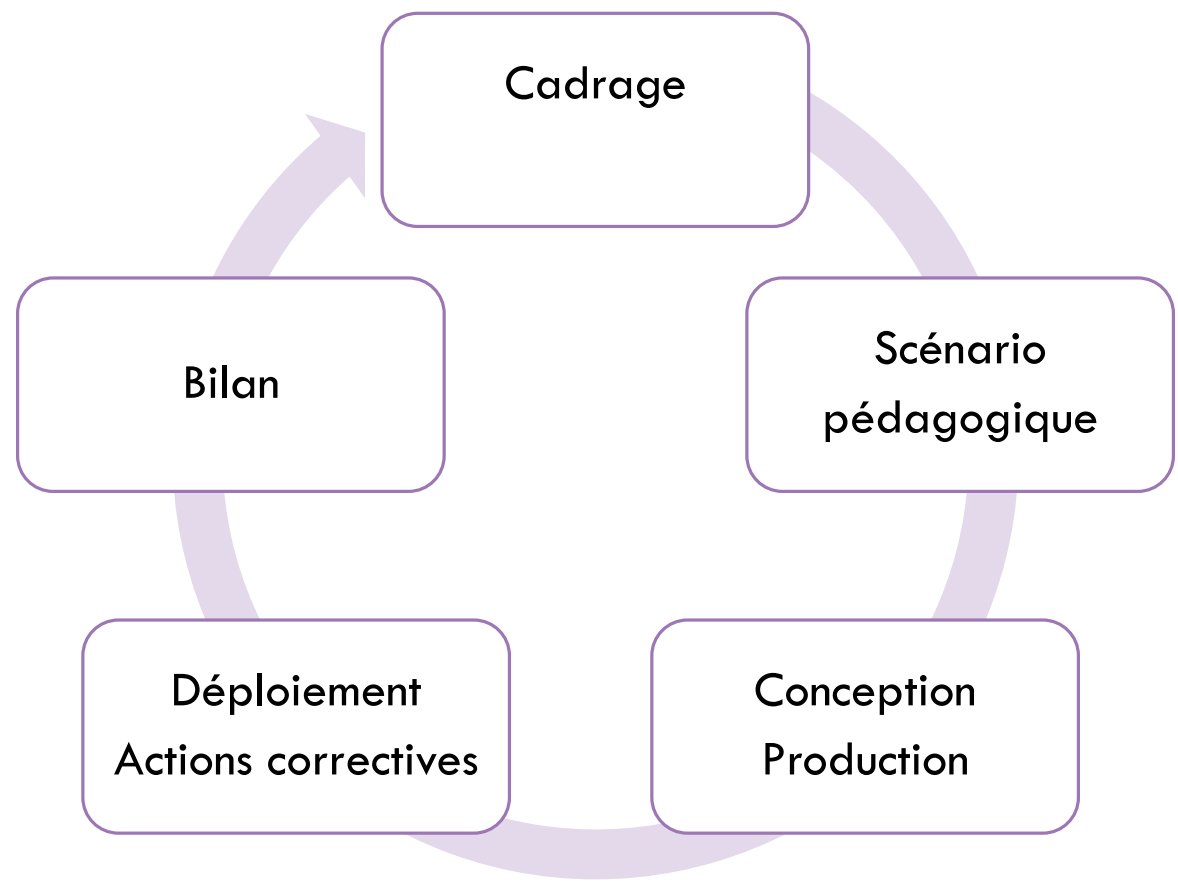 Cadrage
Scénario
pédagogique
Conception
Production
Déploiement
Actions correctives
Bilan